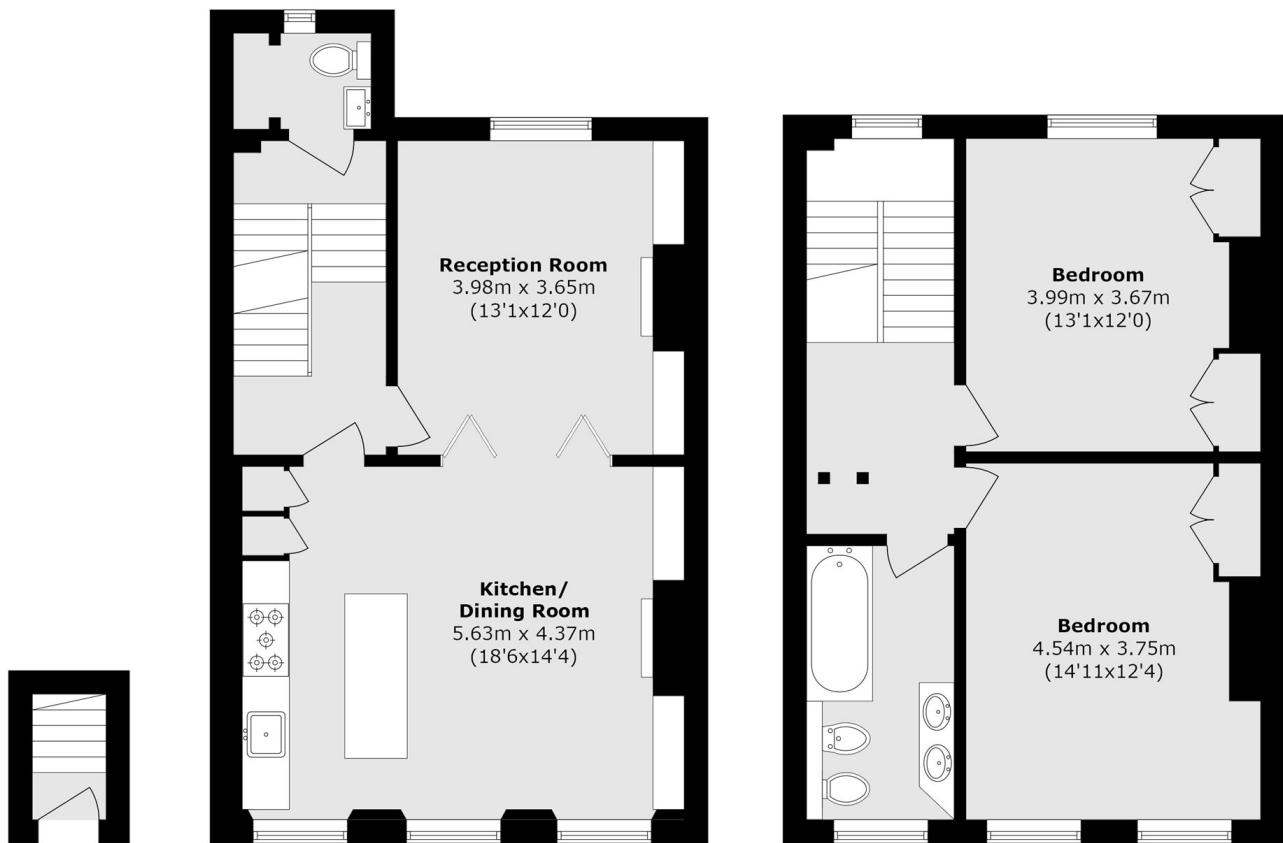 Reception Room
3.98m x 3.65m
(13'1x12'0)
Kitchen/
Dining Room
5.63m x 4.37m
(18'6x14'4)
Bedroom
3.99m x 3.67m
(13'1x12'0)
Bedroom
4.54m x 3.75m
(14'11x12'4)